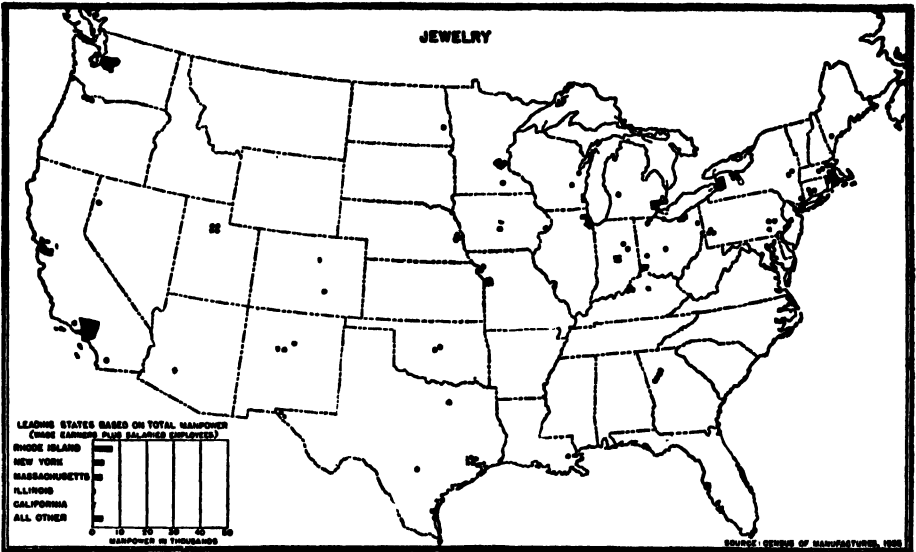 JEWELRY
LEADING STATES BASED ON TOTAL MANPOWER
(WAGE EARNERS PLUS SALARIED EMPLOYEES)
RHODE ISLAND
NEW YORK
MASSACHUSETTS
ILLINOIS
CALIFORNIA
ALL OTHER
0 10 20 30 40 50
MANPOWER IN THOUSANDS
SOURCE: CENSUS OF MANUFACTURES,